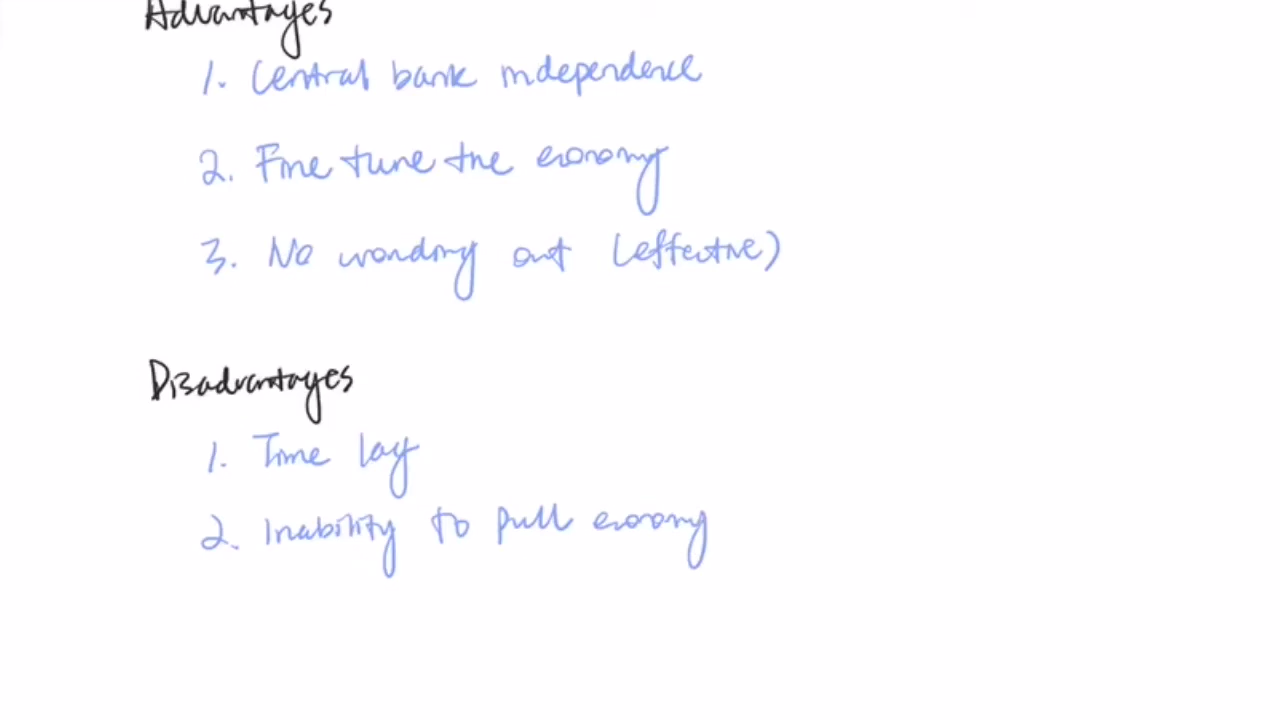 Advantages
1. Central bank independence
2. Fine tune the economy
3. No crowding out (effective)
Disadvantages
1. Time lag
2. Inability to pull economy